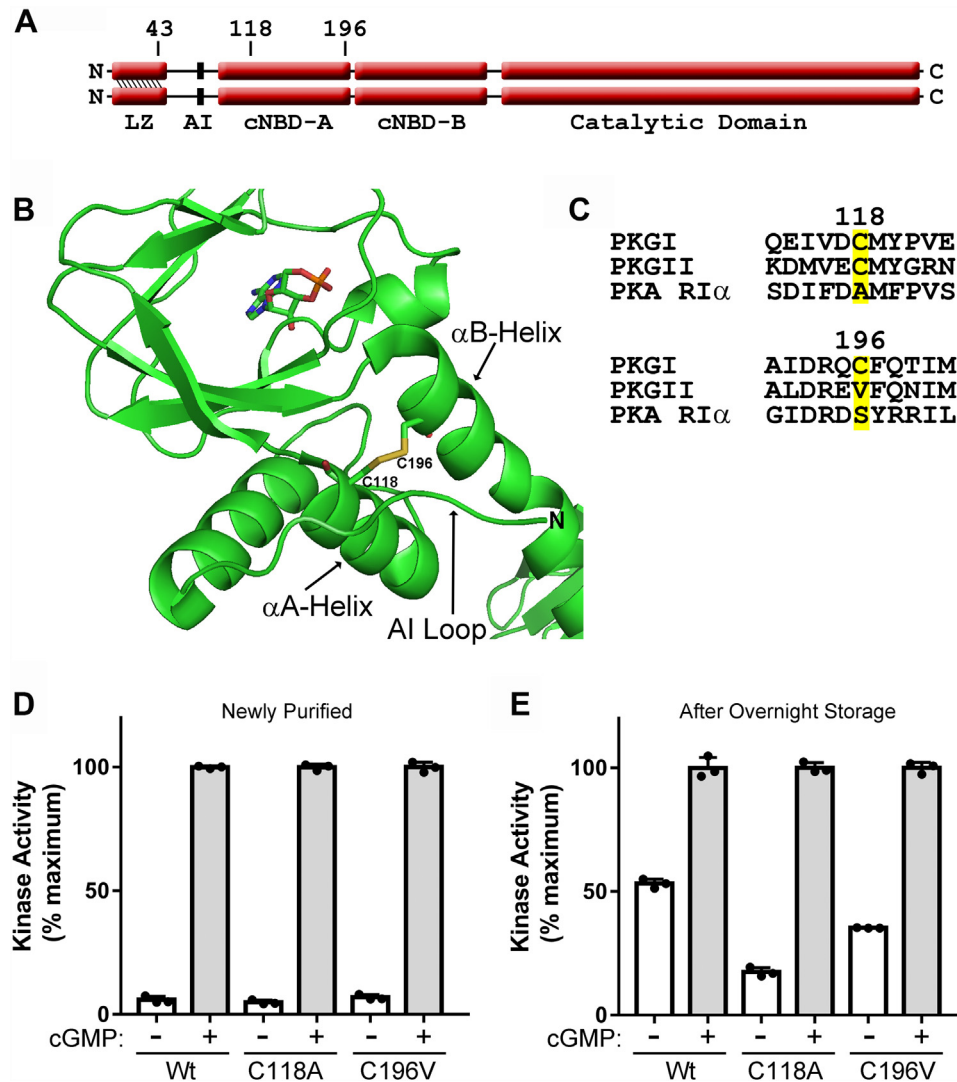 A
43 118 196
N C
N C
LZ AI cNBD-A cNBD-B Catalytic Domain
B
αB-Helix
C196
C118
N
αA-Helix
AI Loop
C
118
PKGI QEIVDCMYPVE
PKGII KDMVECMYGRN
PKA RIα SDIFDAMFPVS
196
PKGI AIDRQCFQTIM
PKGII ALDREVFQNIM
PKA RIα GIDRDSYRRIL
D
Newly Purified
Kinase Activity
(% maximum)
100
50
0
cGMP: - + - + - +
Wt C118A C196V
E
After Overnight Storage
Kinase Activity
(% maximum)
100
50
0
cGMP: - + - + - +
Wt C118A C196V